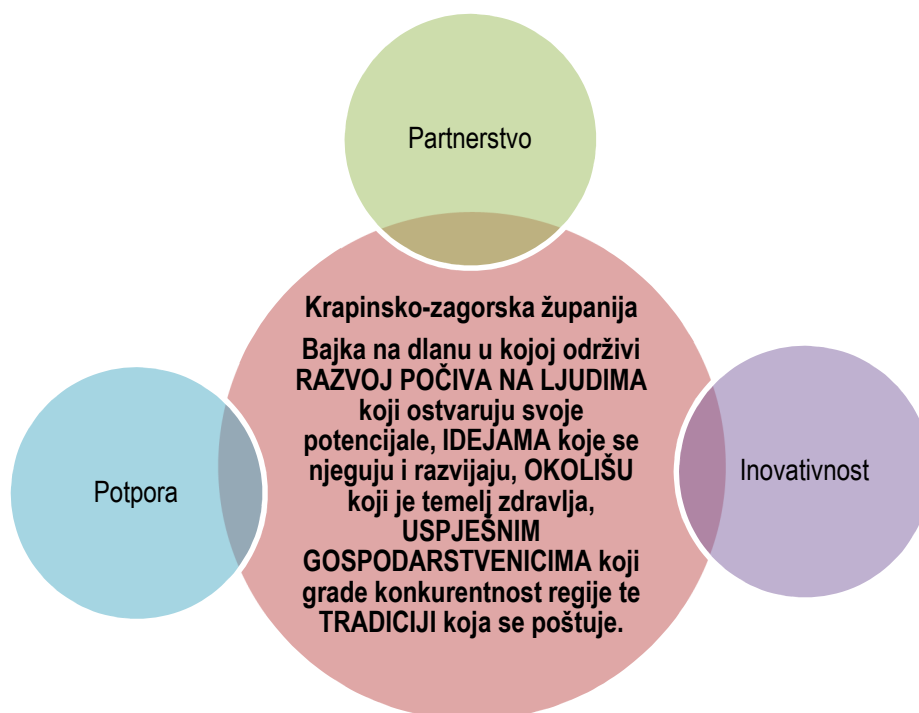 Partnerstvo
Krapinsko-zagorska županija
Bajka na dlanu u kojoj održivi
RAZVOJ POČIVA NA LJUDIMA
koji ostvaruju svoje
potencijale, IDEJAMA koje se
njeguju i razvijaju, OKOLIŠU
koji je temelj zdravlja,
USPJEŠNIM
GOSPODARSTVENICIMA koji
grade konkurentnost regije te
TRADICIJI koja se poštuje.
Potpora
Inovativnost